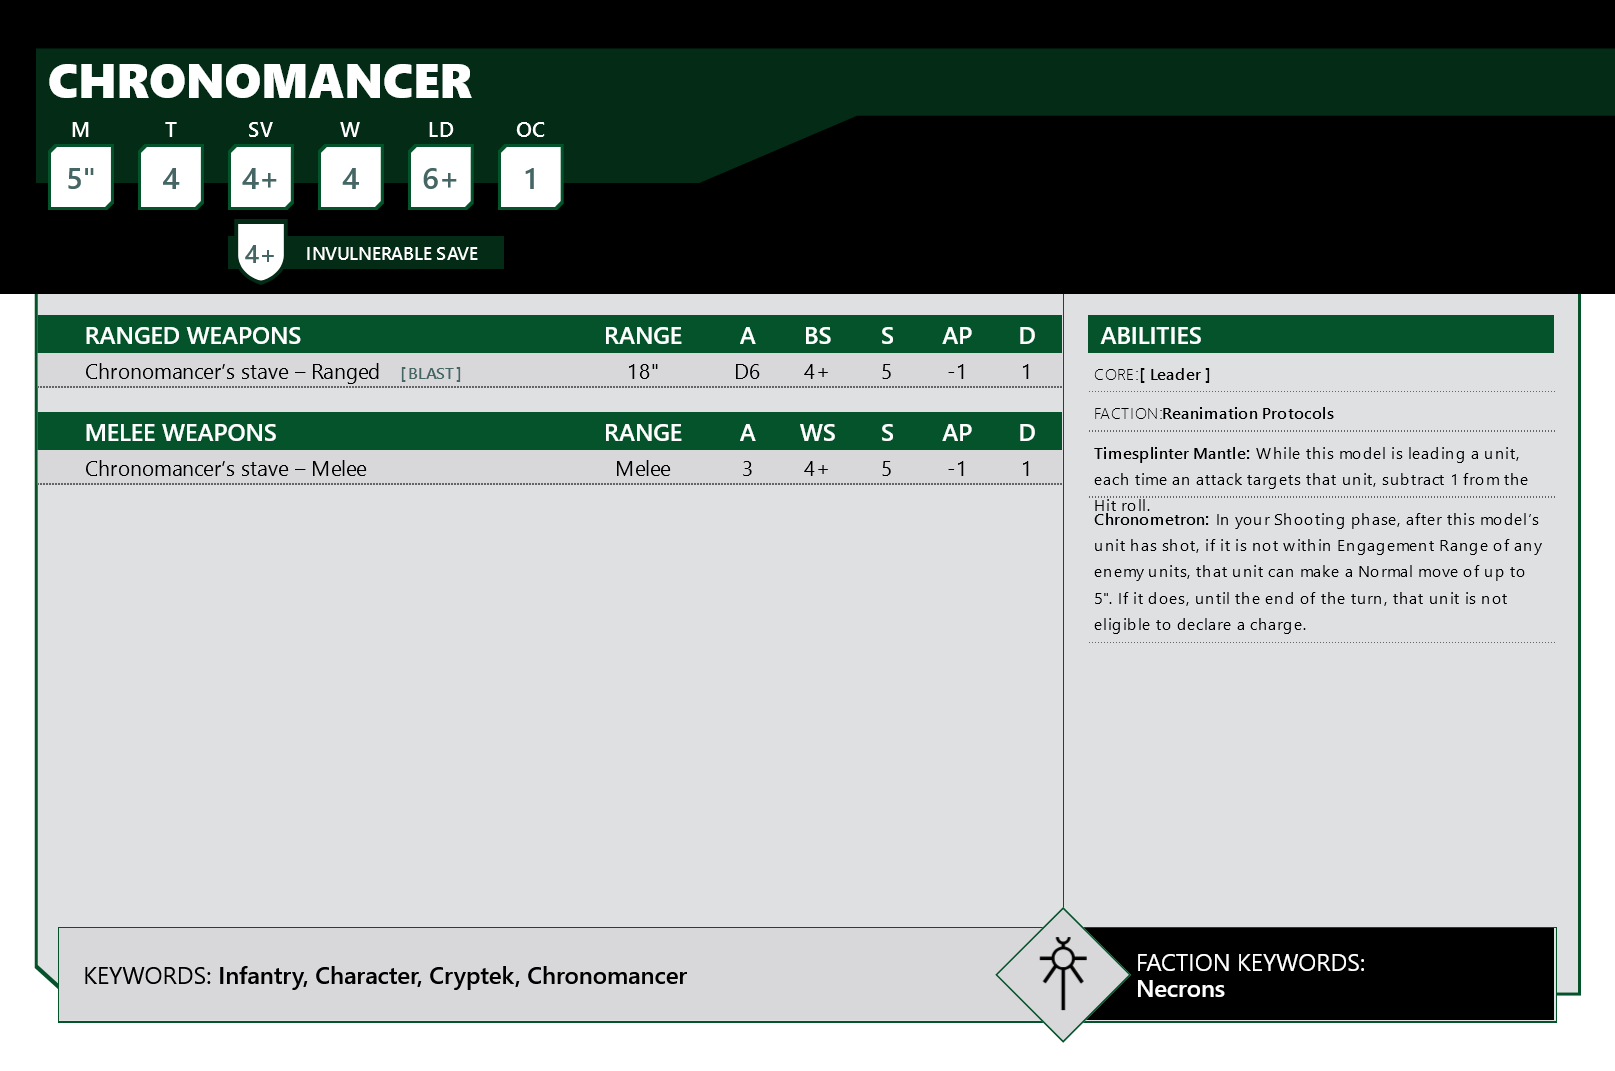 CHRONOMANCER
M T SV W LD OC
5" 4 4+ 4 6+ 1
4+ INVULNERABLE SAVE
RANGED WEAPONS RANGE A BS S AP D
Chronomancer’s stave – Ranged [BLAST] 18" D6 4+ 5 -1 1
MELEE WEAPONS RANGE A WS S AP D
Chronomancer’s stave – Melee Melee 3 4+ 5 -1 1
ABILITIES
CORE:[ Leader ]
FACTION:Reanimation Protocols
Timesplinter Mantle: While this model is leading a unit,
each time an attack targets that unit, subtract 1 from the
Hit roll.
Chronometron: In your Shooting phase, after this model’s
unit has shot, if it is not within Engagement Range of any
enemy units, that unit can make a Normal move of up to
5". If it does, until the end of the turn, that unit is not
eligible to declare a charge.
KEYWORDS: Infantry, Character, Cryptek, Chronomancer
FACTION KEYWORDS:
Necrons